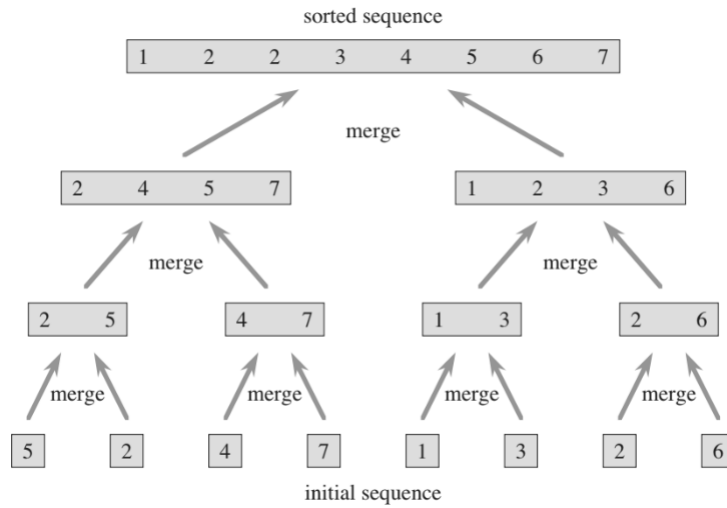 sorted sequence
1 2 2 3 4 5 6 7
merge
2 4 5 7 1 2 3 6
merge merge
2 5 4 7 1 3 2 6
merge merge merge merge
5 2 4 7 1 3 2 6
initial sequence